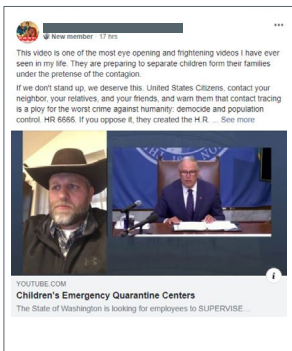 New member · 17 hrs
This video is one of the most eye opening and frightening videos I have ever
seen in my life. They are preparing to separate children form their families
under the pretense of the contagion.
If we don't stand up, we deserve this. United States Citizens, contact your
neighbor, your relatives, and your friends, and warn them that contact tracing
is a ploy for the worst crime against humanity: democide and population
control. HR 6666. If you oppose it, they created the H.R. ... See more
YOUTUBE.COM
Children's Emergency Quarantine Centers
The State of Washington is looking for employees to SUPERVISE...